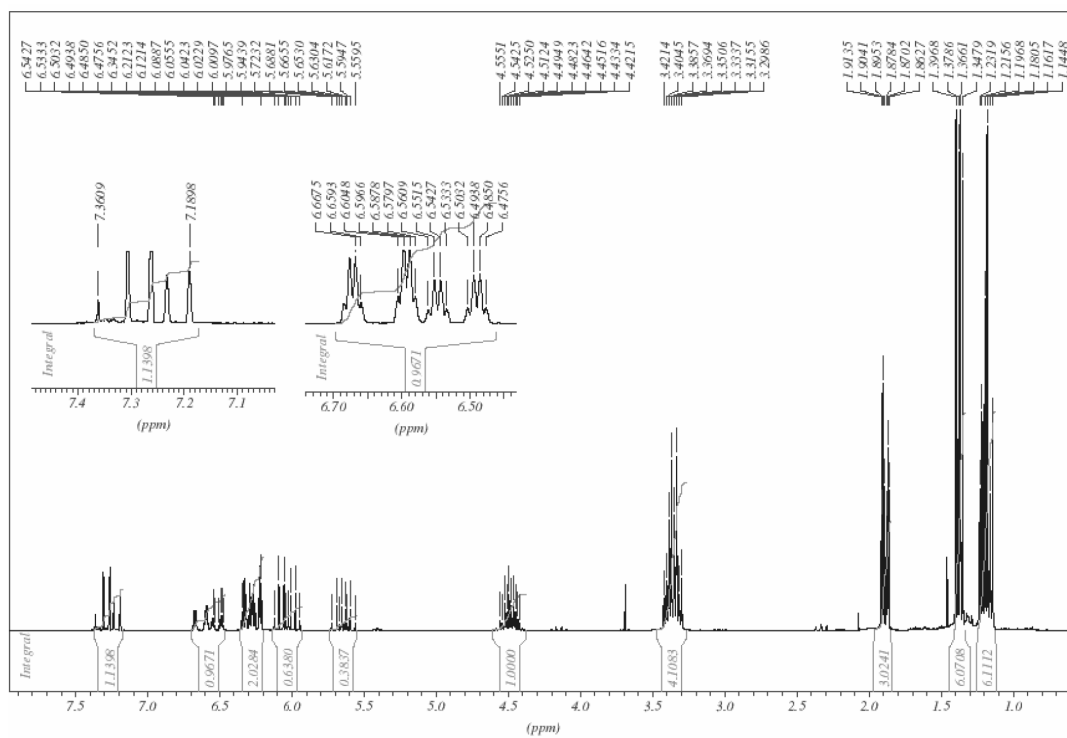 6.5427 6.5333 6.5032 6.4938 6.4850 6.4756 6.3452 6.2123 6.1214 6.0887 6.0555 6.0423 6.0229 6.0097 5.9765 5.9439 5.7232 5.6881 5.6655 5.6530 5.6304 5.6172 5.5947 5.5595 4.5551 4.5425 4.5250 4.5124 4.4949 4.4823 4.4642 4.4516 4.4334 4.4215 3.4214 3.4045 3.3857 3.3694 3.3506 3.3337 3.3155 3.2986 1.9135 1.9041 1.8953 1.8784 1.8702 1.8627 1.3968 1.3786 1.3661 1.3479 1.2319 1.2156 1.1968 1.1805 1.1617 1.1448
7.3609 7.1898
6.6675 6.6593 6.6048 6.5966 6.5878 6.5797 6.5609 6.5515 6.5427 6.5333 6.5032 6.4938 6.4850 6.4756
Integral 1.1398
7.4 7.3 7.2 7.1
(ppm)
Integral 0.9671
6.70 6.60 6.50
(ppm)
Integral 1.1398 0.9671 2.0284 0.6380 0.3837 1.0000 4.1083 3.0241 6.0708 6.1112
7.5 7.0 6.5 6.0 5.5 5.0 4.5 4.0 3.5 3.0 2.5 2.0 1.5 1.0
(ppm)